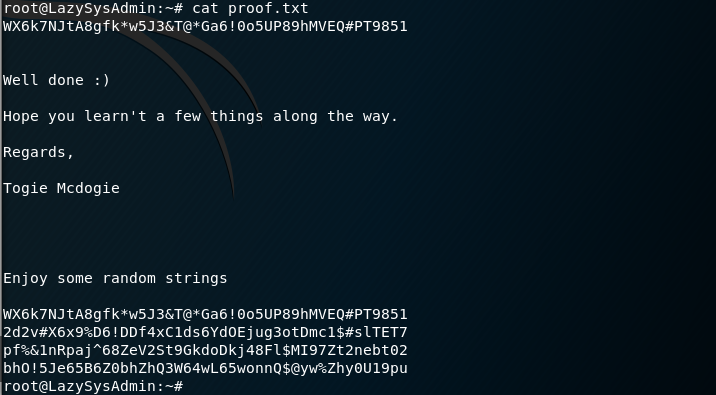 root@LazySysAdmin:~# cat proof.txt
WX6k7NJtA8gfk*w5J3&T@*Ga6!0o5UP89hMVEQ#PT9851
Well done :)
Hope you learn't a few things along the way.
Regards,
Togie Mcdogie
Enjoy some random strings
WX6k7NJtA8gfk*w5J3&T@*Ga6!0o5UP89hMVEQ#PT9851
2d2v#X6x9%D6!DDf4xC1ds6YdOEjug3otDmc1$#slTET7
pf%&1nRpaj^68ZeV2St9GkdoDkj48Fl$MI97Zt2nebt02
bhO!5Je65B6Z0bhZhQ3W64wL65wonnQ$@yw%Zhy0U19pu
root@LazySysAdmin:~#